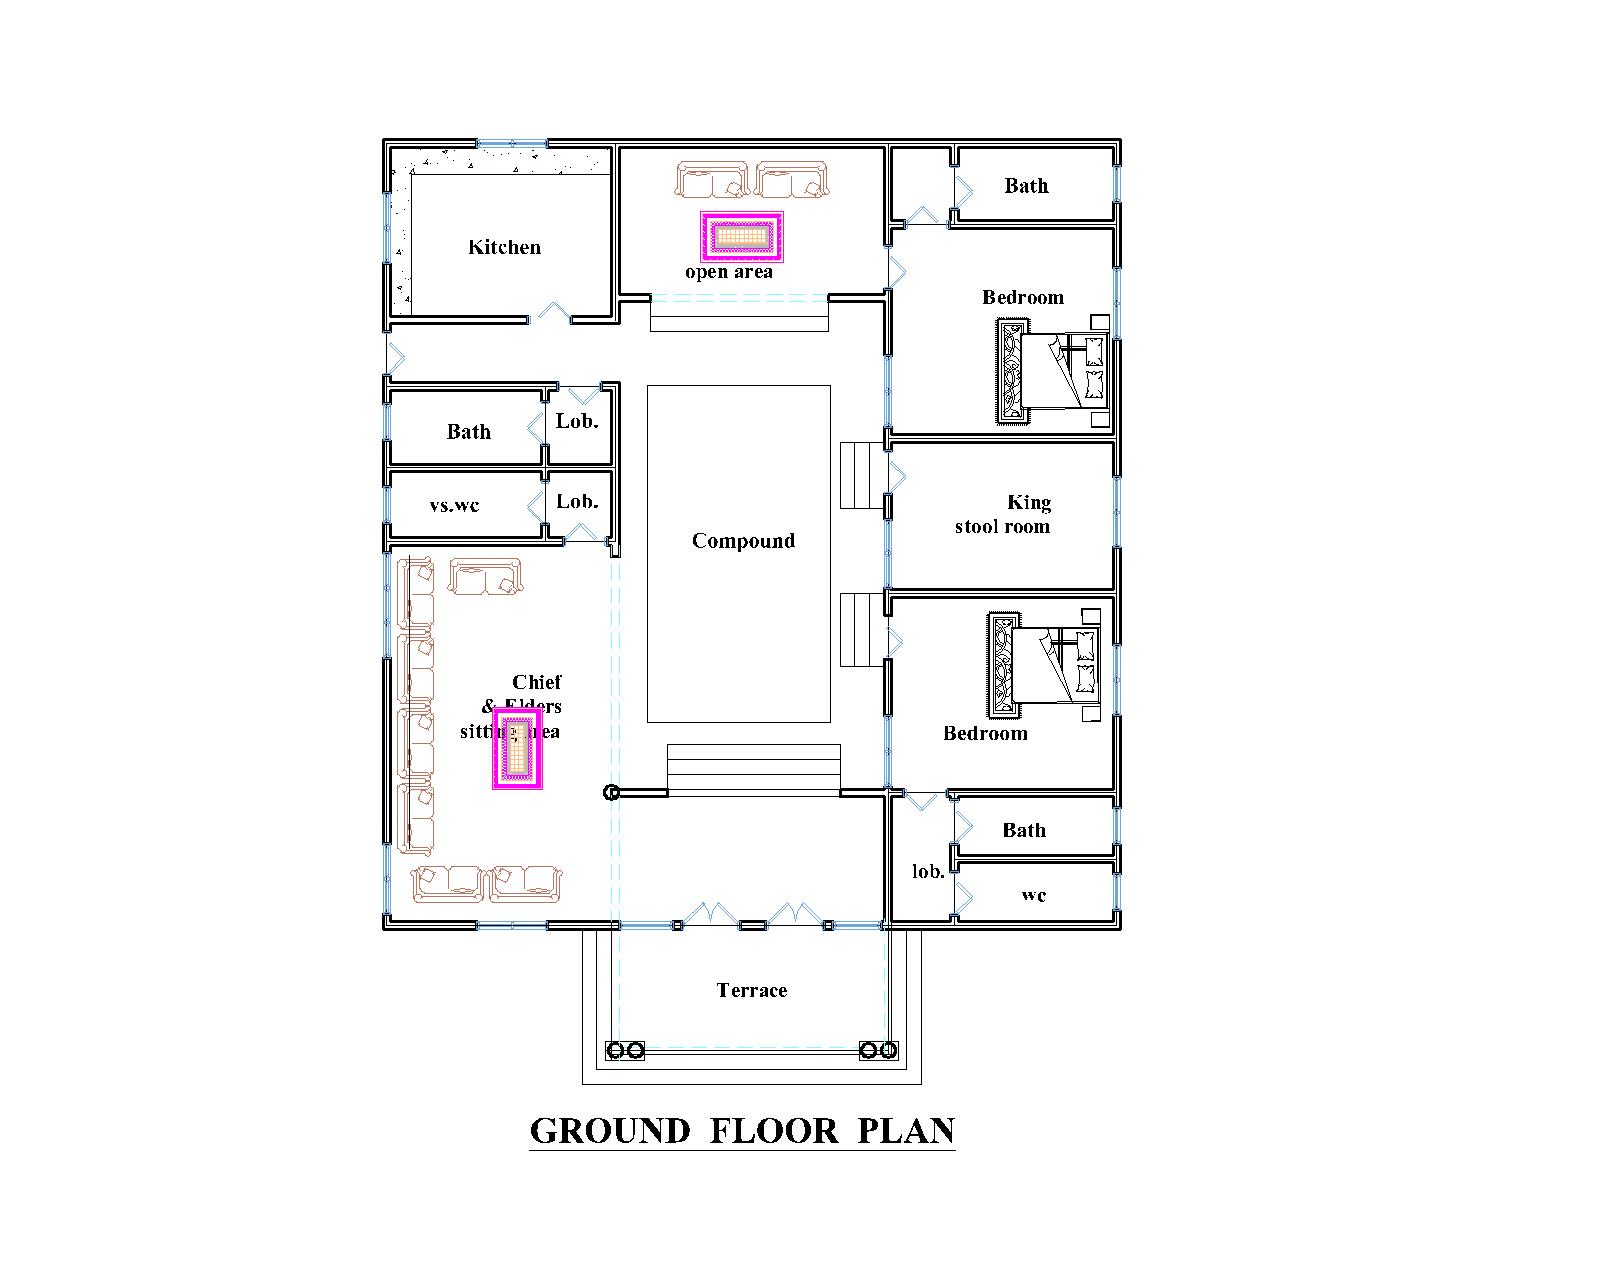 Bath
Kitchen
open area
Bedroom
Bath
Lob.
vs.wc
Lob.
King
stool room
Compound
Chief
& Elders
sitting area
Bedroom
Bath
lob.
wc
Terrace
GROUND FLOOR PLAN